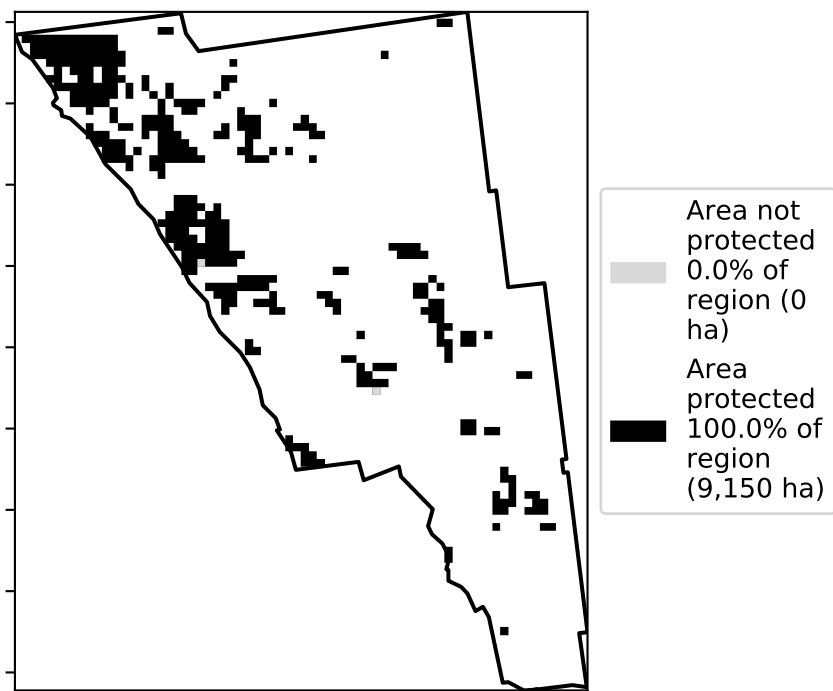 Area not
protected
0.0% of
region (0
ha)
Area
protected
100.0% of
region
(9,150 ha)